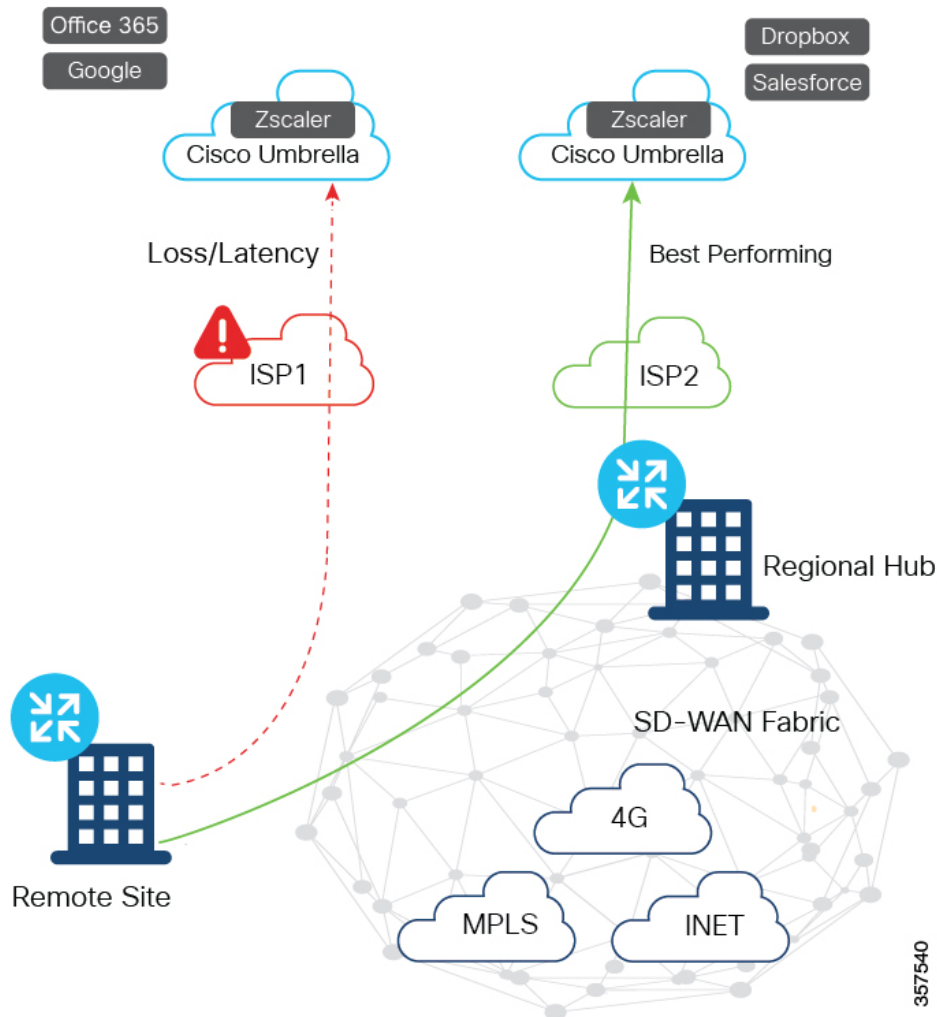 Office 365
Google
Dropbox
Salesforce
Zscaler
Cisco Umbrella
Zscaler
Cisco Umbrella
Loss/Latency
Best Performing
ISP1
ISP2
Regional Hub
SD-WAN Fabric
4G
Remote Site
MPLS
INET
357540